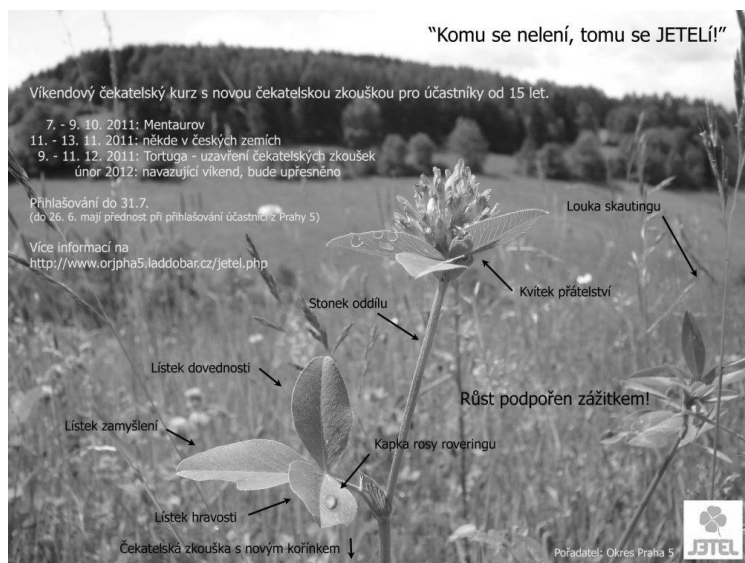 “Komu se nelení, tomu se JETELí!”
Víkendový čekatelský kurz s novou čekatelskou zkouškou pro účastníky od 15 let.
7. - 9. 10. 2011: Mentaurov
11. - 13. 11. 2011: někde v českých zemích
9. - 11. 12. 2011: Tortuga - uzavření čekatelských zkoušek
únor 2012: navazující víkend, bude upřesněno
Přihlašování do 31.7.
(do 26. 6. mají přednost při přihlašování účastníci z Prahy 5)
Více informací na
http://www.orjpha5.laddobar.cz/jetel.php
Louka skautingu
Kvítek přátelství
Stonek oddílu
Lístek dovednosti
Růst podpořen zážitkem!
Lístek zamyšlení
Kapka rosy roveringu
Lístek hravosti
Čekatelská zkouška s novým kořínkem
Pořadatel: Okres Praha 5
JETEL